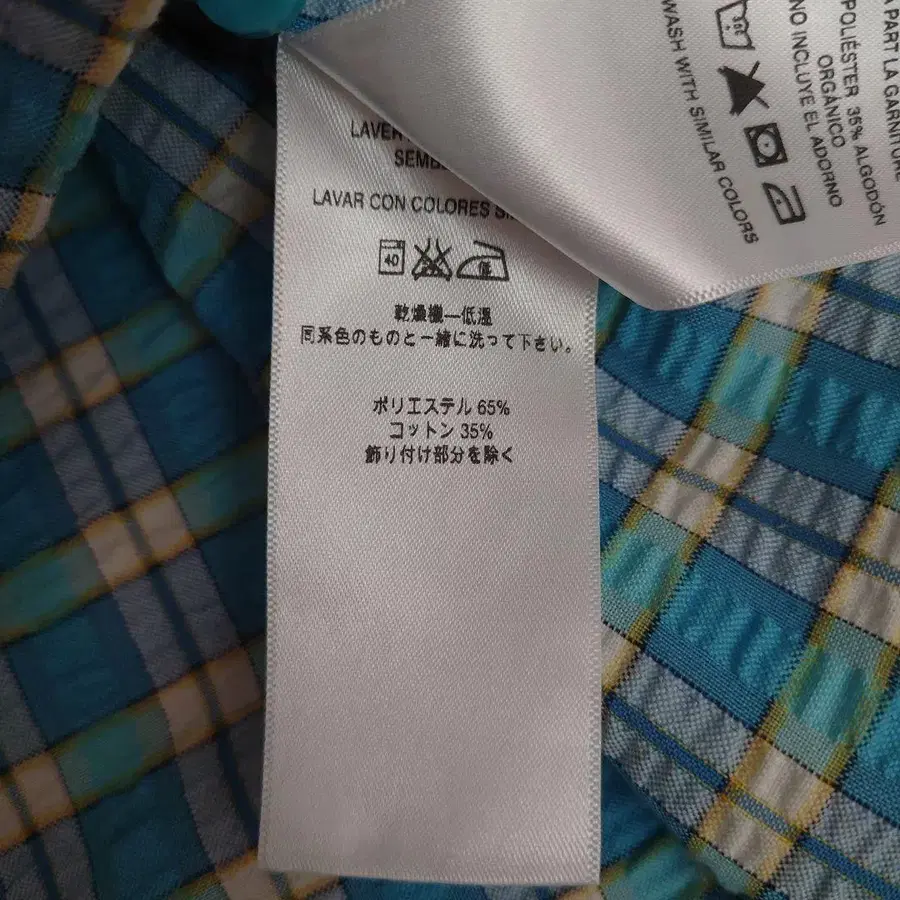 LAVER
SEMB
LAVAR CON COLORES SI
40 低
乾燥機―低温
同系色のものと一緒に洗って下さい。
ポリエステル 65%
コットン 35%
飾り付け部分を除く
A PART LA GARNITURE
POLIÉSTER 35% ALGODÓN
ORGÁNICO
NO INCLUYE EL ADORNO
WASH WITH SIMILAR COLORS